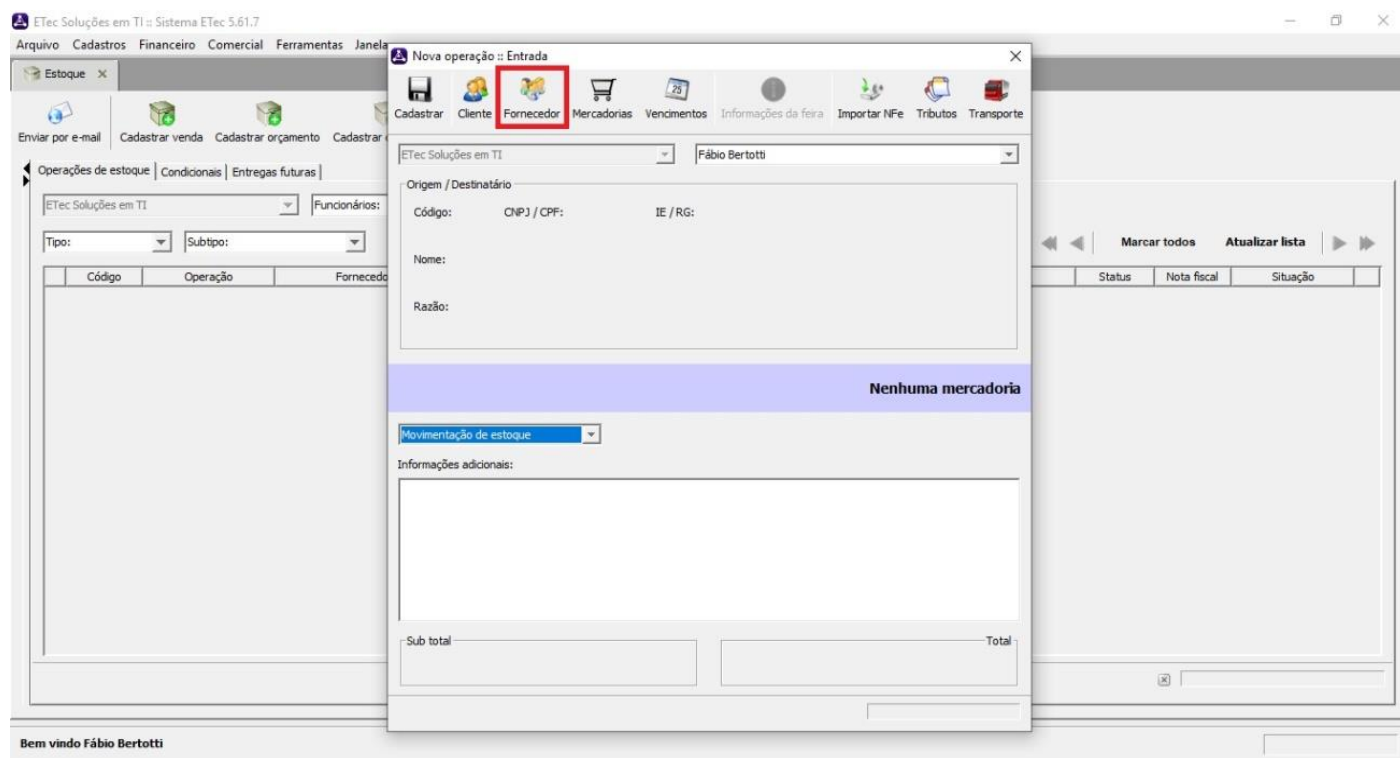 ETec Soluções em TI :: Sistema ETec 5.61.7
Arquivo Cadastros Financeiro Comercial Ferramentas Janela
Estoque
Enviar por e-mail Cadastrar venda Cadastrar orçamento Cadastrar
Operações de estoque Condicionais Entregas futuras
ETec Soluções em TI Funcionários:
Tipo: Subtipo:
Marcar todos Atualizar lista
Código Operação Fornecedo
Status Nota fiscal Situação
Nova operação :: Entrada
Cadastrar Cliente Fornecedor Mercadorias Vencimentos Informações da feira Importar NFe Tributos Transporte
25
ETec Soluções em TI Fábio Bertotti
Origem / Destinatário
Código: CNPJ / CPF: IE / RG:
Nome:
Razão:
Nenhuma mercadoria
Movimentação de estoque
Informações adicionais:
Sub total Total
Bem vindo Fábio Bertotti